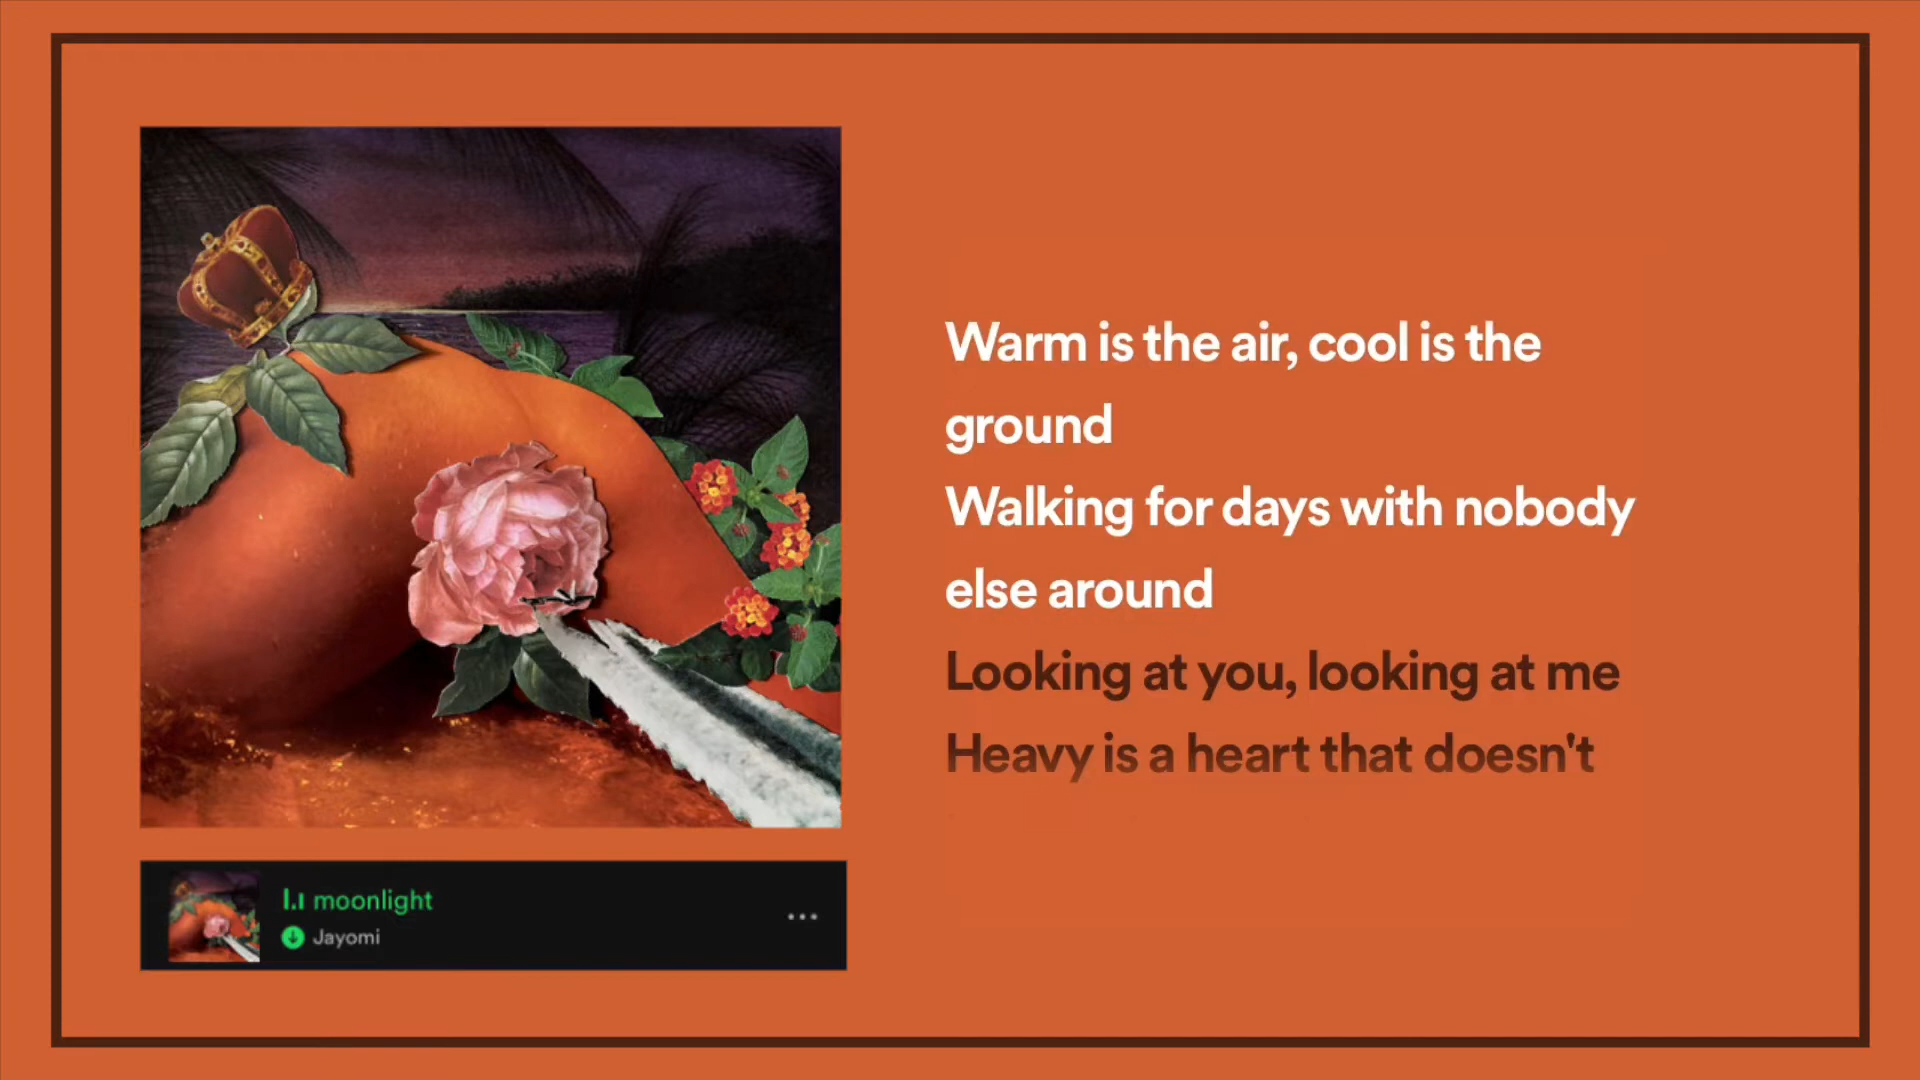 Warm is the air, cool is the
ground
Walking for days with nobody
else around
Looking at you, looking at me
Heavy is a heart that doesn't
moonlight
Jayomi